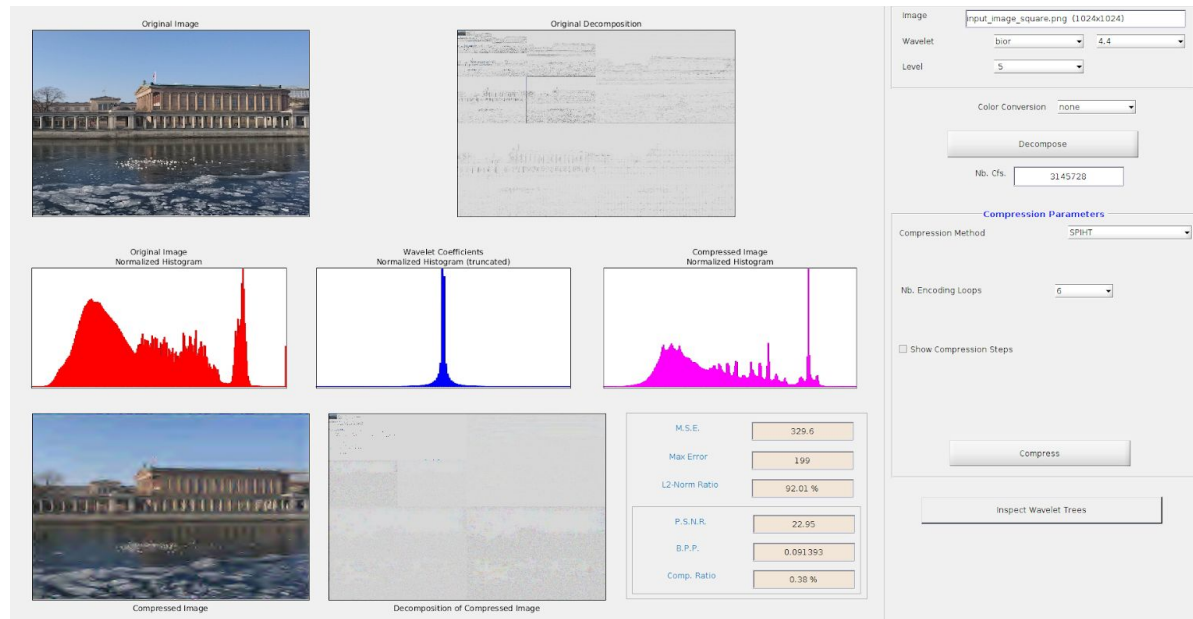 Original Image
Original Decomposition
Original Image
Normalized Histogram
Wavelet Coefficients
Normalized Histogram (truncated)
Compressed Image
Normalized Histogram
Compressed Image
Decomposition of Compressed Image
M.S.E. 329.6
Max Error 199
L2-Norm Ratio 92.01 %
P.S.N.R. 22.95
B.P.P. 0.091393
Comp. Ratio 0.38 %
Image input_image_square.png (1024x1024)
Wavelet bior 4.4
Level 5
Color Conversion none
Decompose
Nb. Cfs. 3145728
Compression Parameters
Compression Method SPIHT
Nb. Encoding Loops 6
Show Compression Steps
Compress
Inspect Wavelet Trees